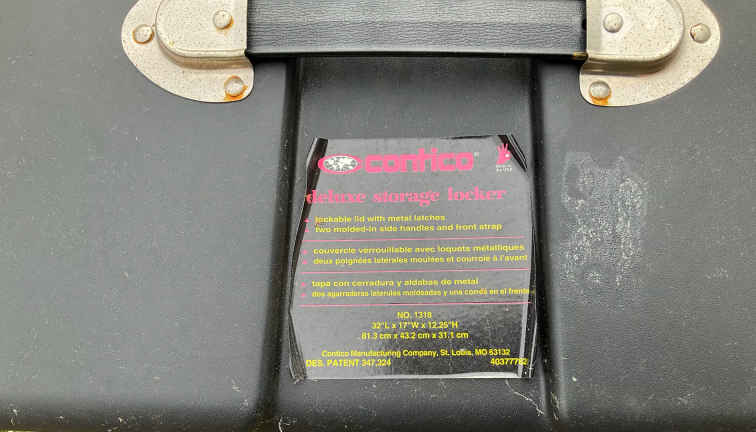 contico®
deluxe storage locker
lockable lid with metal latches
two molded-in side handles and front strap
couvercle verrouillable avec loquets métalliques
deux poignées laterales moulées et courroie à l'avant
tapa con cerradura y aldabas de metal
dos agarraderas laterales moldeadas y una conda en el frente
NO. 1318
32"L x 17"W x 12.25"H
81.3 cm x 43.2 cm x 31.1 cm
Contico Manufacturing Company, St. Louis, MO 63132
DES. PATENT 347,324 40377782